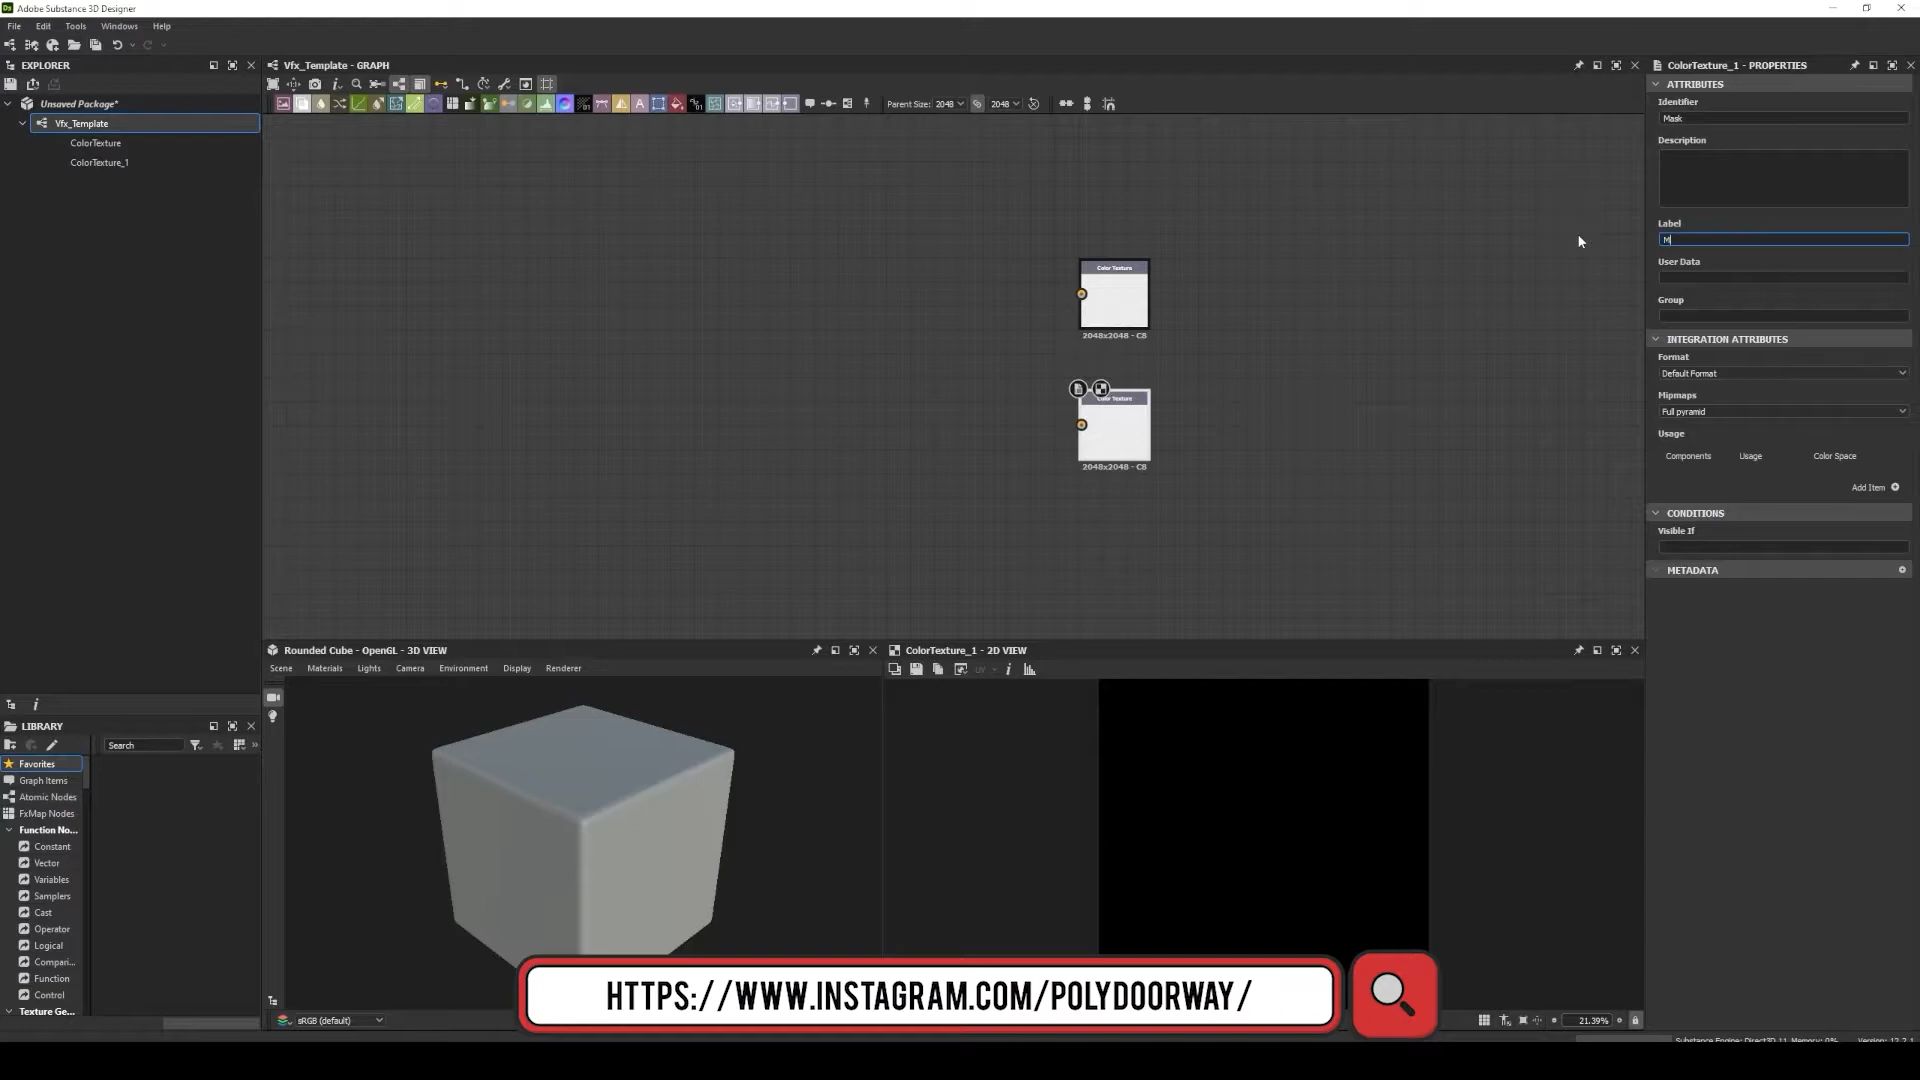 Adobe Substance 3D Designer
File Edit Tools Windows Help
EXPLORER
Unsaved Package*
Vfx_Template
ColorTexture
ColorTexture_1
Vfx_Template - GRAPH
Parent Size: 2048 2048
Color Texture
2048x2048 - C8
Color Texture
2048x2048 - C8
ColorTexture_1 - PROPERTIES
ATTRIBUTES
Identifier
Mask
Description
Label
M
User Data
Group
INTEGRATION ATTRIBUTES
Format
Default Format
Mipmaps
Full pyramid
Usage
Components Usage Color Space
Add Item
CONDITIONS
Visible If
METADATA
LIBRARY
Search
Favorites
Graph Items
Atomic Nodes
FxMap Nodes
Function No...
Constant
Vector
Variables
Samplers
Cast
Operator
Logical
Compari...
Function
Control
Texture Ge...
Rounded Cube - OpenGL - 3D VIEW
Scene Materials Lights Camera Environment Display Renderer
sRGB (default)
ColorTexture_1 - 2D VIEW
UV
21.39%
HTTPS://WWW.INSTAGRAM.COM/POLYDOORWAY/
Substance Engine: Direct3D 11 Memory: 0%